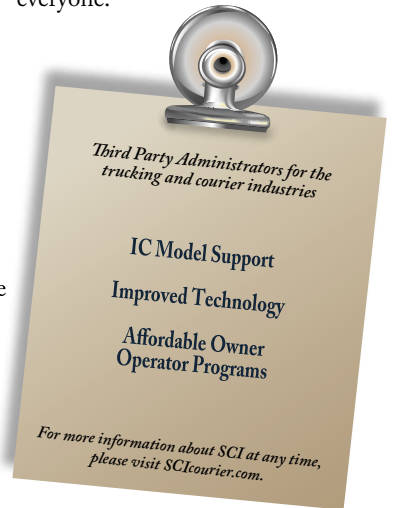 everyone.
Third Party Administrators for the
trucking and courier industries
IC Model Support
Improved Technology
Affordable Owner
Operator Programs
e
For more information about SCI at any time,
please visit SCIcourier.com.